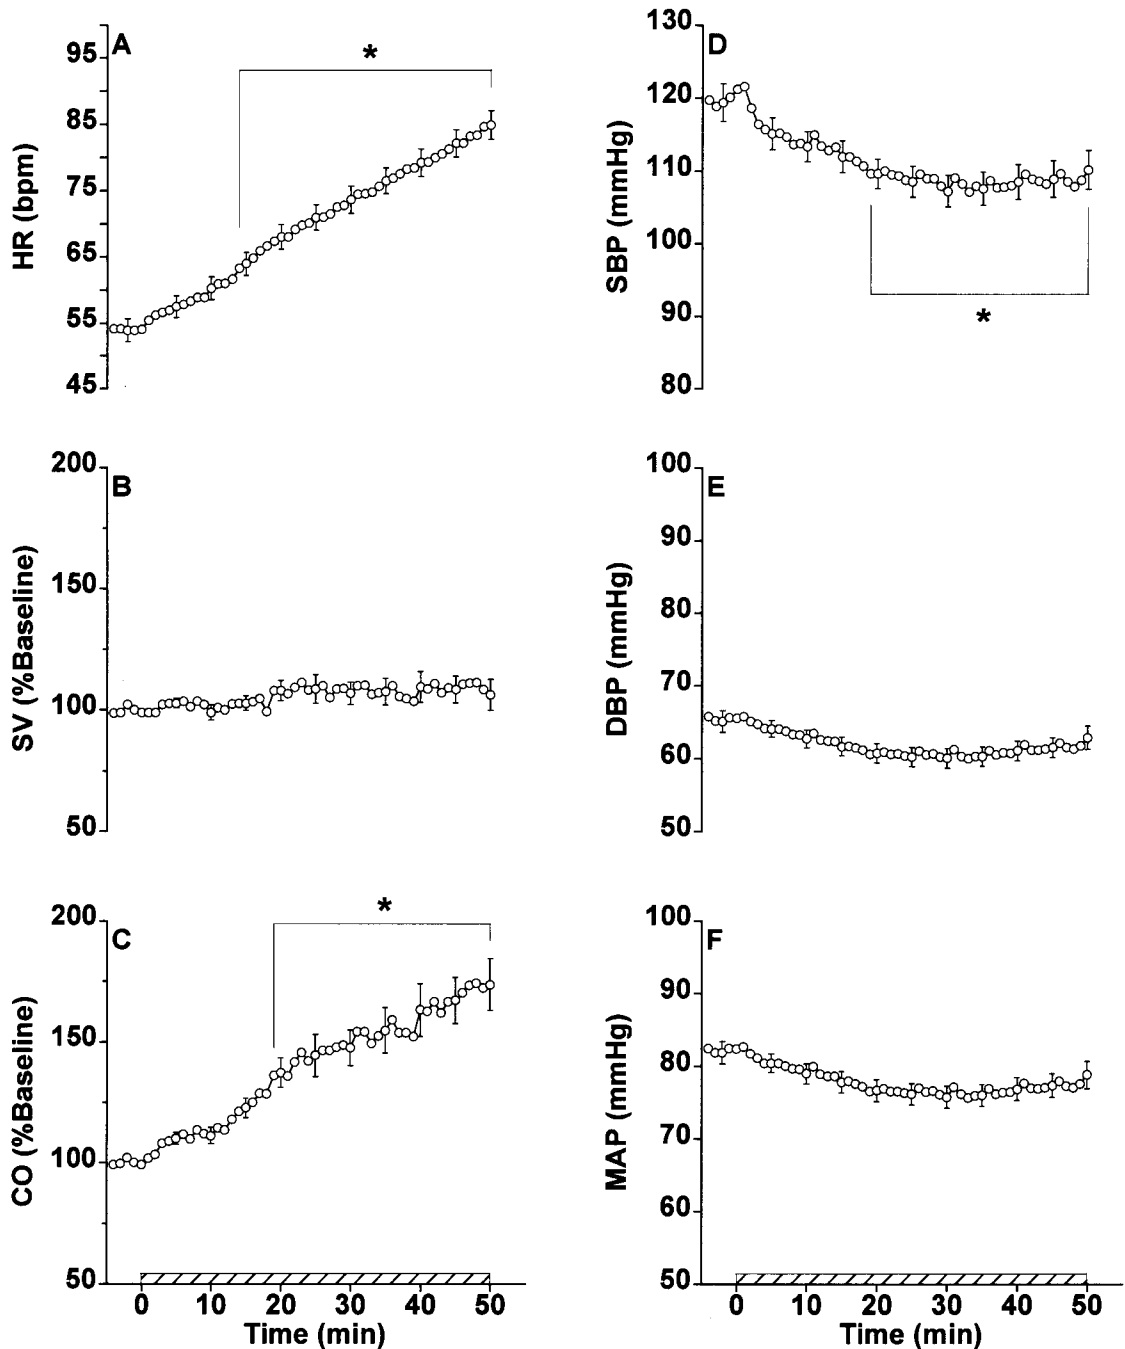 A
*
95
85
75
65
55
45
HR (bpm)
D
130
120
110
100
90
80
*
SBP (mmHg)
B
200
150
100
50
SV (%Baseline)
E
100
90
80
70
60
50
DBP (mmHg)
C
*
200
150
100
50
CO (%Baseline)
0 10 20 30 40 50
Time (min)
F
100
90
80
70
60
50
MAP (mmHg)
0 10 20 30 40 50
Time (min)